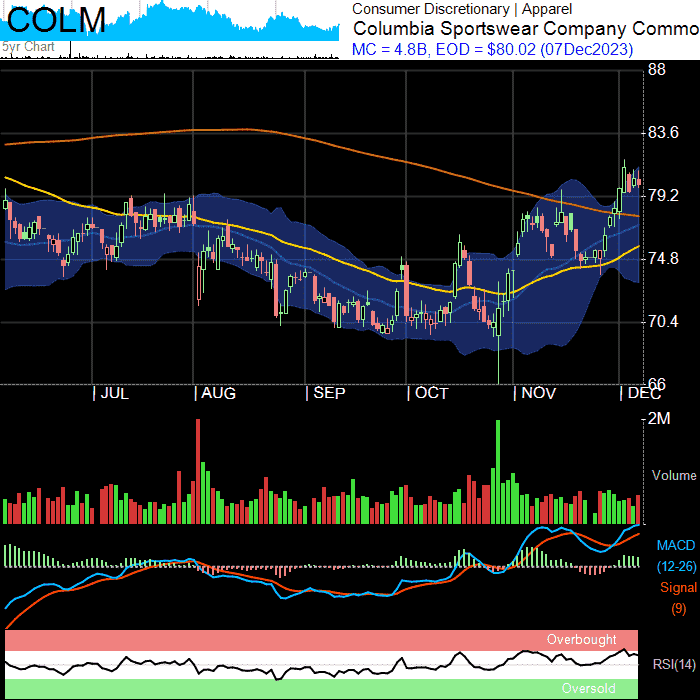 COLM
5yr Chart
Consumer Discretionary | Apparel
Columbia Sportswear Company Commo
MC = 4.8B, EOD = $80.02 (07Dec2023)
88
83.6
79.2
74.8
70.4
66
JUL AUG SEP OCT NOV DEC
2M
Volume
MACD
(12-26)
Signal
(9)
Overbought
RSI(14)
Oversold